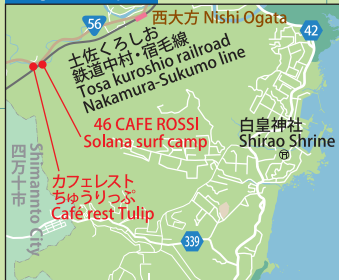 56
西大方 Nishi Ogata
42
土佐くろしお
鉄道中村・宿毛線
Tosa kuroshio railroad
Nakamura-Sukumo line
46 CAFE ROSSI
Solana surf camp
白皇神社
Shirao Shrine
Shimannto City
四万十市
カフェレスト
ちゅうりっぷ
Café rest Tulip
339